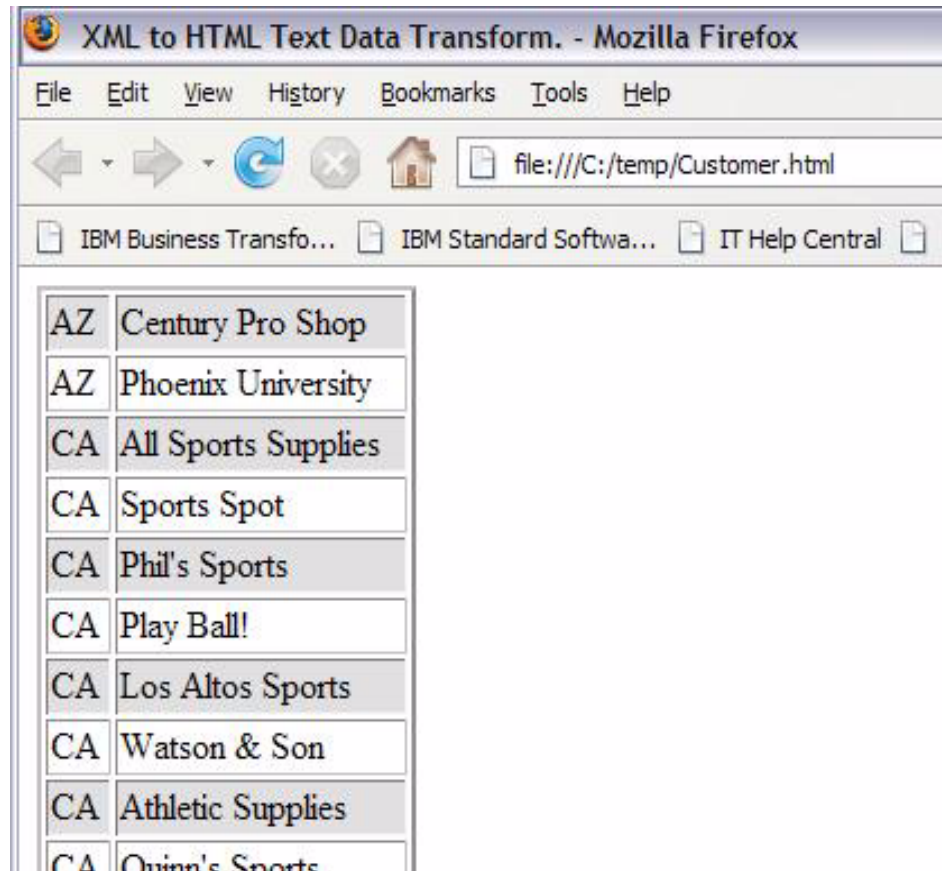 XML to HTML Text Data Transform. - Mozilla Firefox
File Edit View History Bookmarks Tools Help
file:///C:/temp/Customer.html
IBM Business Transfo... IBM Standard Softwa... IT Help Central
AZ Century Pro Shop
AZ Phoenix University
CA All Sports Supplies
CA Sports Spot
CA Phil's Sports
CA Play Ball!
CA Los Altos Sports
CA Watson & Son
CA Athletic Supplies
CA Quinn's Sports